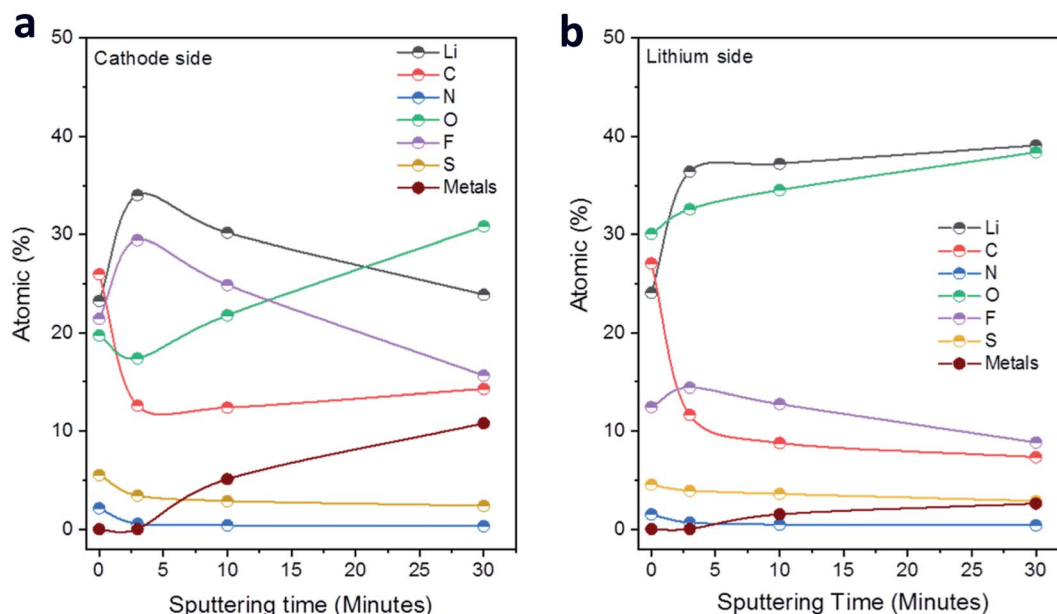 a
Cathode side
Li
C
N
O
F
S
Metals
50
40
30
20
10
0
Atomic (%)
0 5 10 15 20 25 30
Sputtering time (Minutes)
b
Lithium side
Li
C
N
O
F
S
Metals
50
40
30
20
10
0
Atomic (%)
0 5 10 15 20 25 30
Sputtering Time (Minutes)